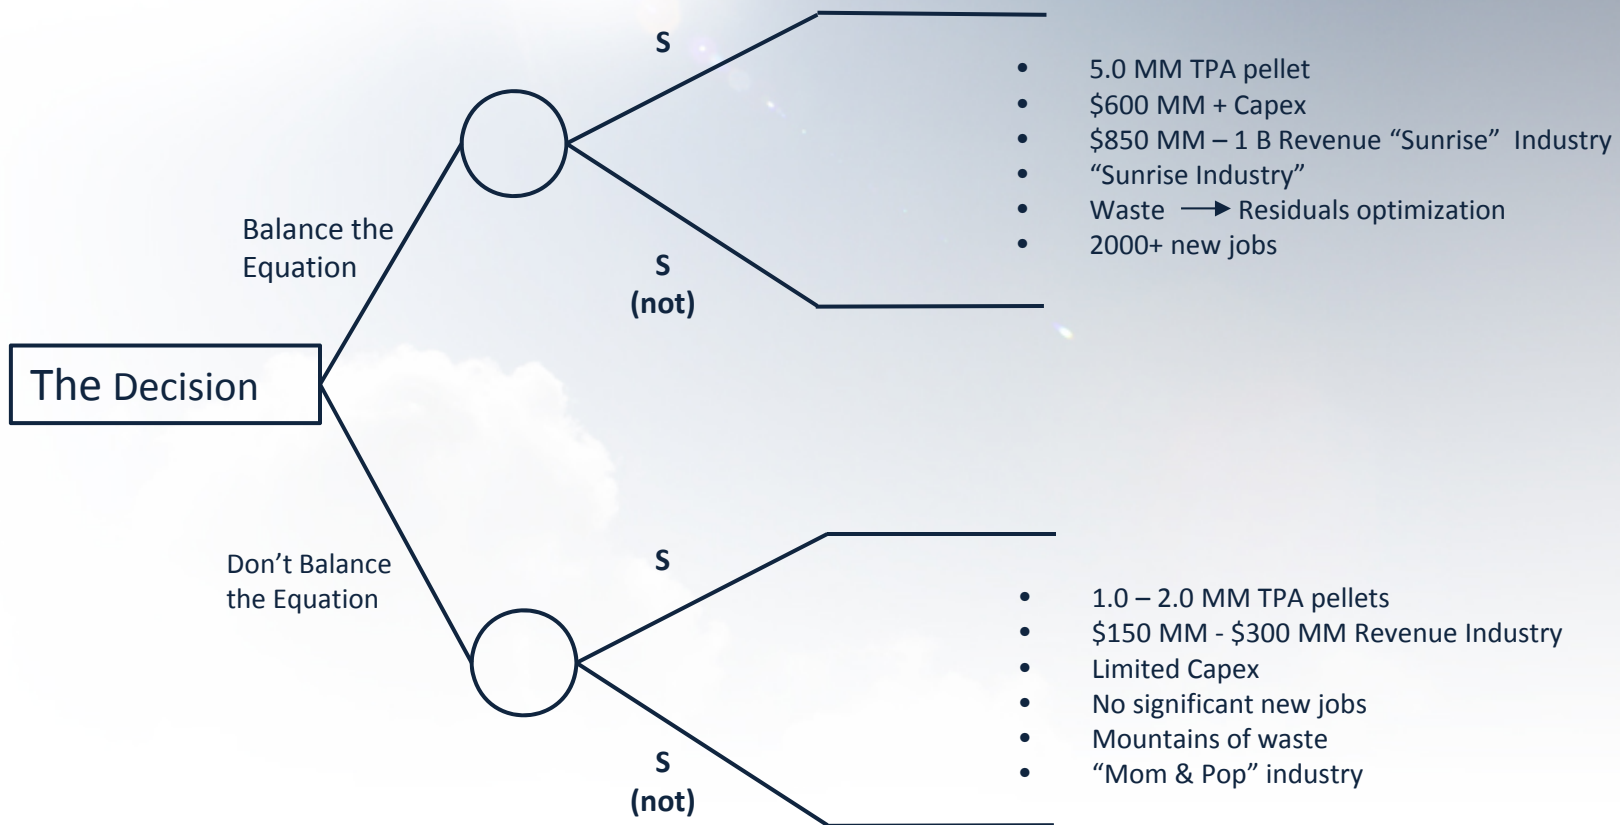 S
• 5.0 MM TPA pellet
• $600 MM + Capex
• $850 MM – 1 B Revenue “Sunrise” Industry
• “Sunrise Industry”
• Waste → Residuals optimization
• 2000+ new jobs
Balance the
Equation
S
(not)
The Decision
Don’t Balance
the Equation
S
• 1.0 – 2.0 MM TPA pellets
• $150 MM - $300 MM Revenue Industry
• Limited Capex
• No significant new jobs
• Mountains of waste
• “Mom & Pop” industry
S
(not)